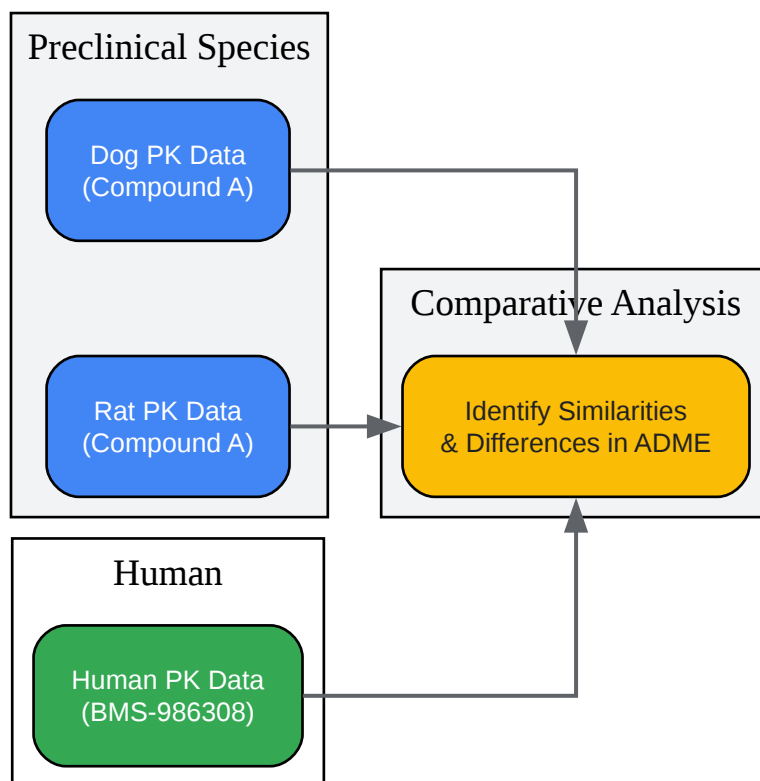 Preclinical Species
Dog PK Data
(Compound A)
Rat PK Data
(Compound A)
Comparative Analysis
Identify Similarities
& Differences in ADME
Human
Human PK Data
(BMS-986308)